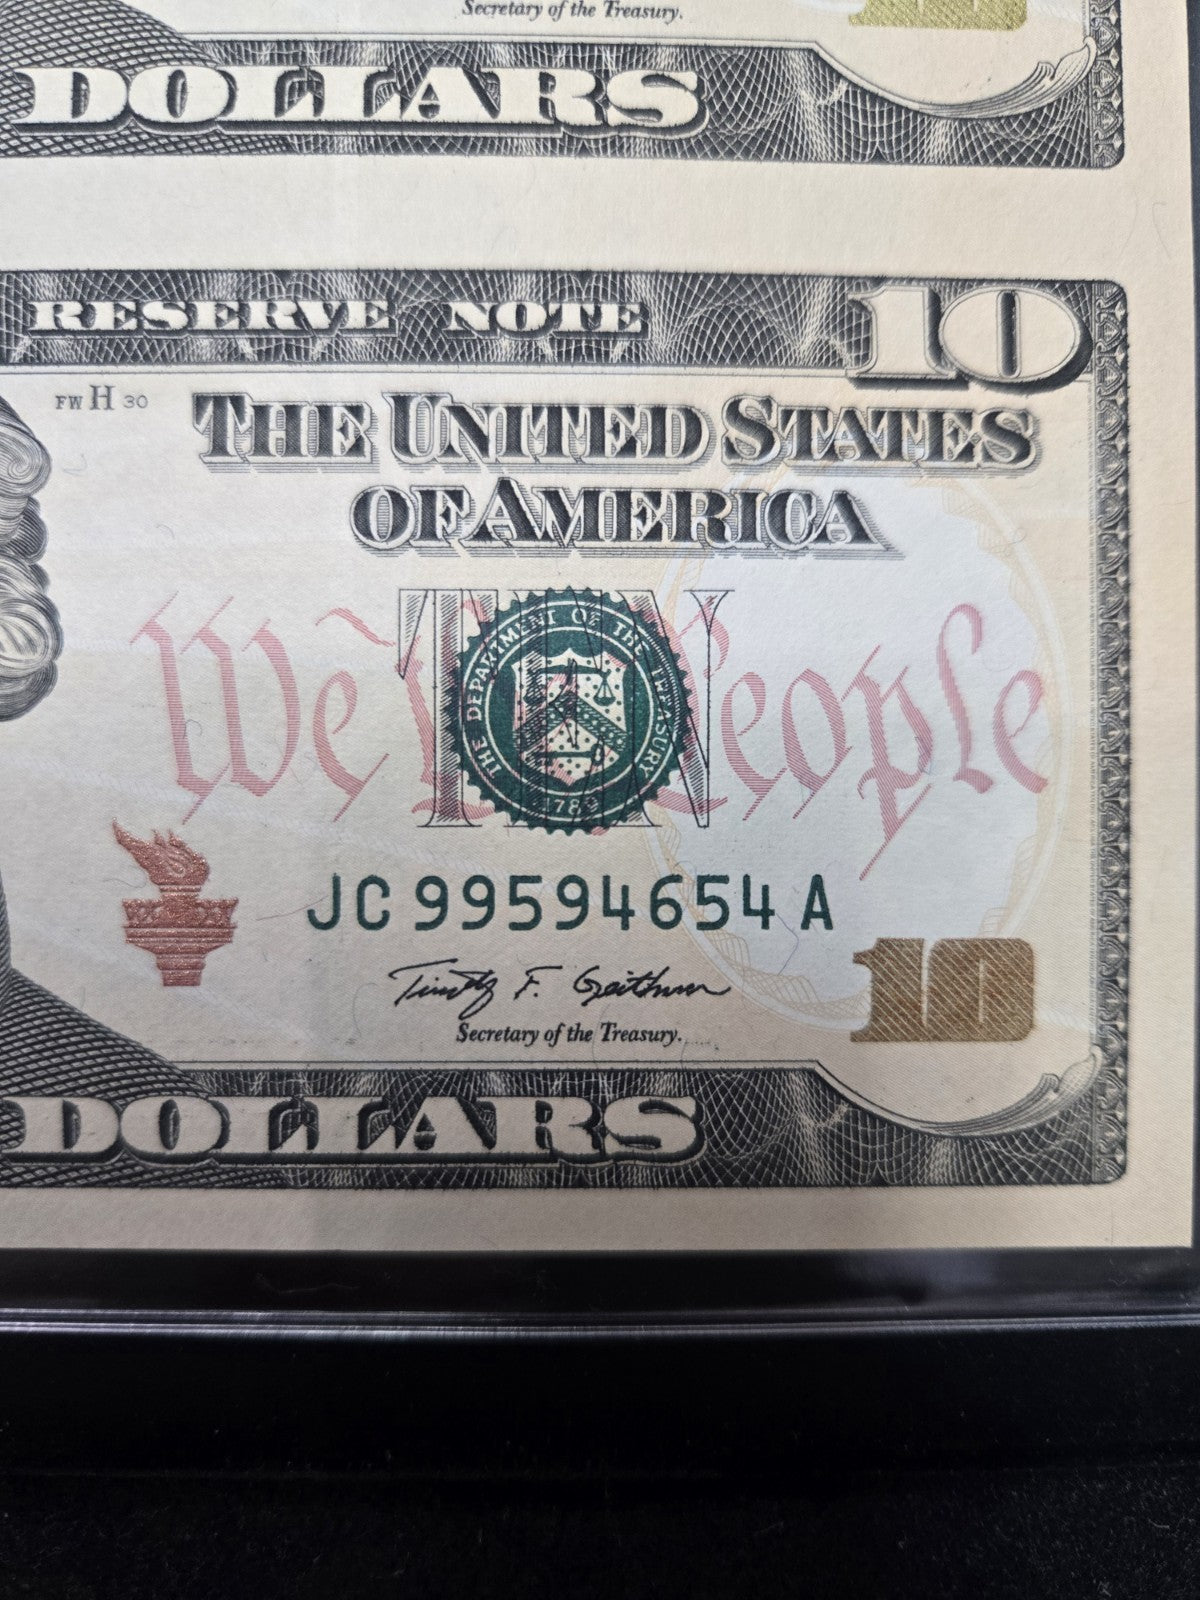 Secretary of the Treasury.
10
DOLLARS
RESERVE NOTE
10
FW H 30
THE UNITED STATES
OF AMERICA
We the People
TEN
THE DEPARTMENT OF THE TREASURY
1789
JC 99594654 A
Timothy F. Geithner
Secretary of the Treasury.
10
DOLLARS